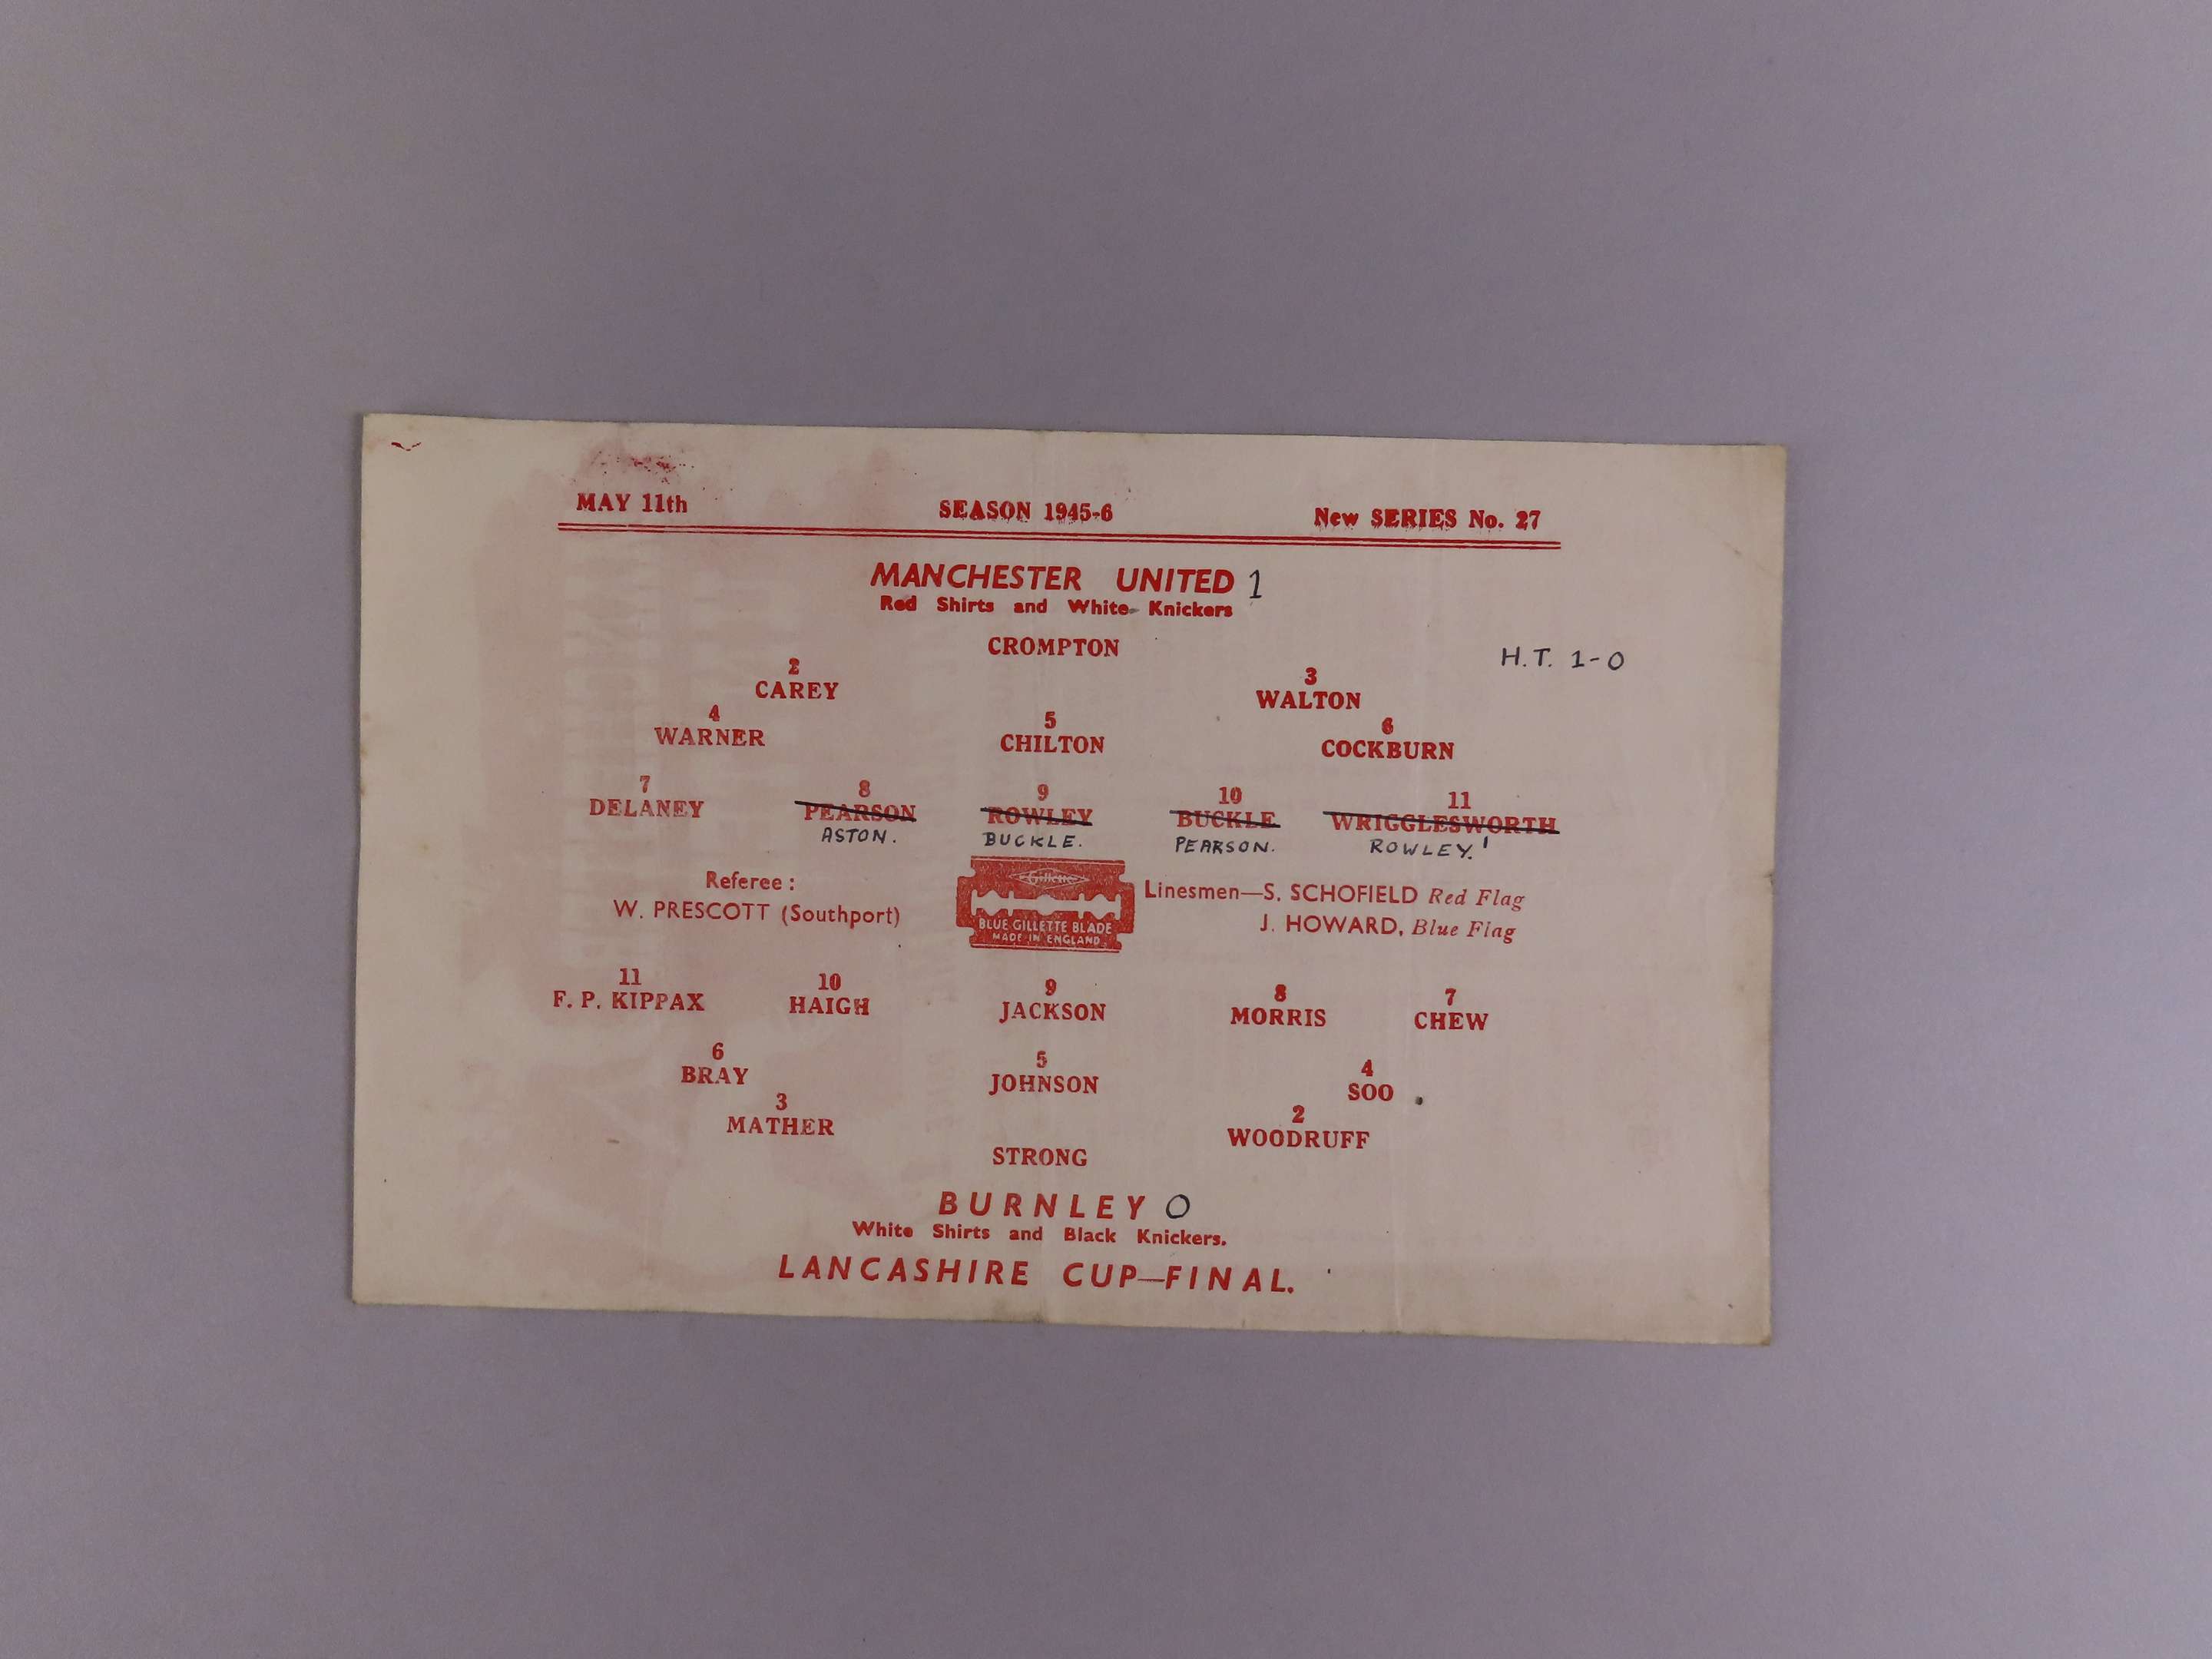 MAY 11th SEASON 1945-6 New SERIES No. 27
MANCHESTER UNITED 1
Red Shirts and White Knickers
CROMPTON
H.T. 1-0
2 3
CAREY WALTON
4 5 6
WARNER CHILTON COCKBURN
7 8 9 10 11
DELANEY PEARSON ROWLEY BUCKLE WRIGGLESWORTH
ASTON. BUCKLE. PEARSON. ROWLEY.'
Referee :
W. PRESCOTT (Southport)
Gillette
BLUE GILLETTE BLADE
MADE IN ENGLAND
Linesmen—S. SCHOFIELD Red Flag
J. HOWARD, Blue Flag
11 10 9 8 7
F. P. KIPPAX HAIGH JACKSON MORRIS CHEW
6 5 4
BRAY JOHNSON SOO
3 2
MATHER WOODRUFF
STRONG
BURNLEY 0
White Shirts and Black Knickers.
LANCASHIRE CUP—FINAL.